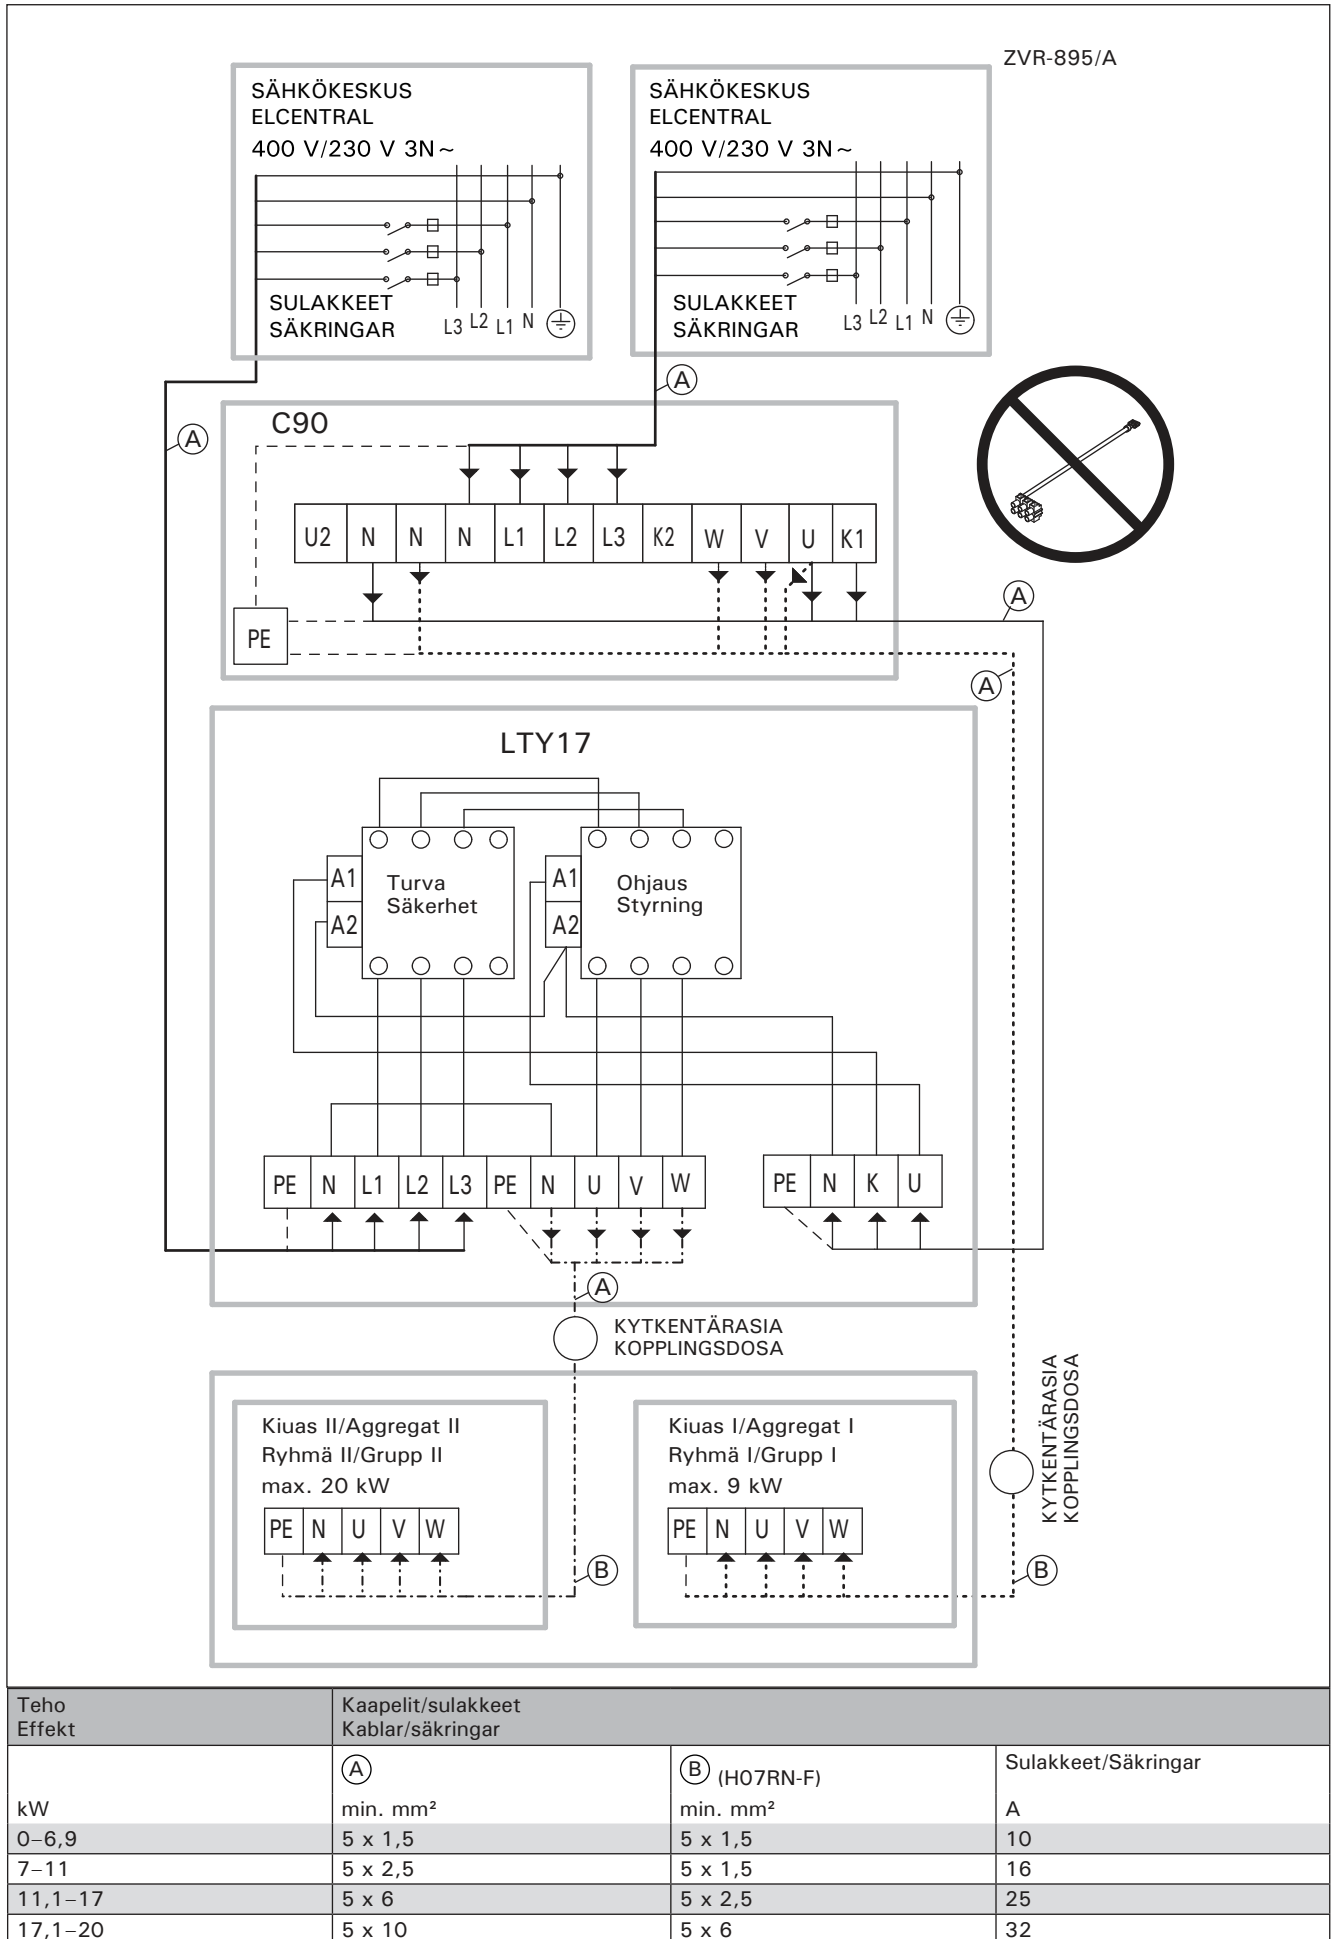 ZVR-895/A
SÄHKÖKESKUS
ELCENTRAL
400 V/230 V 3N~
SULAKKEET
SÄKRINGAR
L3 L2 L1 N
SÄHKÖKESKUS
ELCENTRAL
400 V/230 V 3N~
SULAKKEET
SÄKRINGAR
L3 L2 L1 N
A
A
C90
U2 N N N L1 L2 L3 K2 W V U K1
PE
A
A
LTY17
A1
A2
Turva
Säkerhet
A1
A2
Ohjaus
Styrning
PE N L1 L2 L3 PE N U V W
PE N K U
A
KYTKENTÄRASIA
KOPPLINGSDOSA
KYTKENTÄRASIA
KOPPLINGSDOSA
Kiuas II/Aggregat II
Ryhmä II/Grupp II
max. 20 kW
PE N U V W
B
Kiuas I/Aggregat I
Ryhmä I/Grupp I
max. 9 kW
PE N U V W
B
Teho
Effekt
Kaapelit/sulakkeet
Kablar/säkringar
A
B (H07RN-F)
Sulakkeet/Säkringar
kW min. mm² min. mm² A
0–6,9 5 x 1,5 5 x 1,5 10
7–11 5 x 2,5 5 x 1,5 16
11,1–17 5 x 6 5 x 2,5 25
17,1–20 5 x 10 5 x 6 32